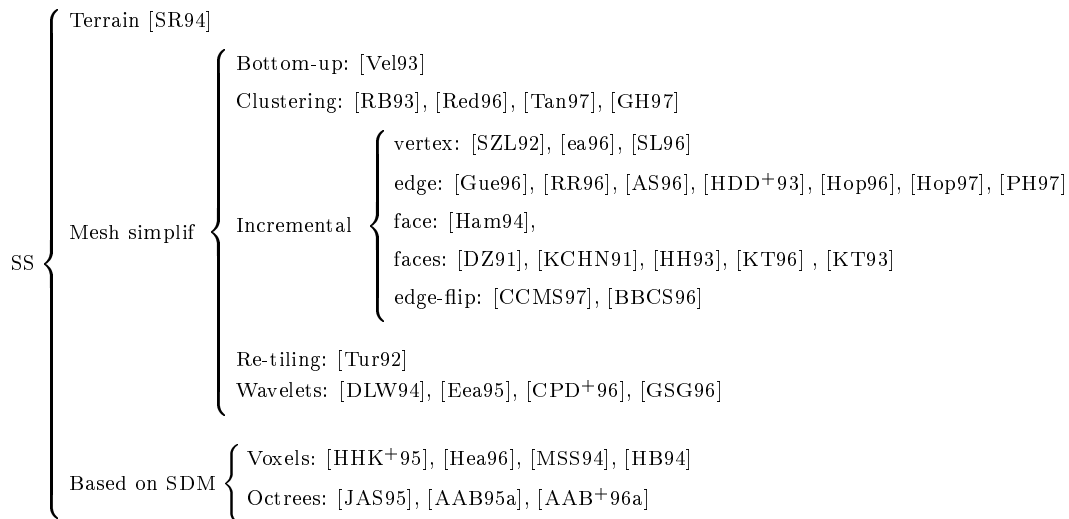 Terrain [SR94]
Bottom-up: [Vel93]
Clustering: [RB93], [Red96], [Tan97], [GH97]
vertex: [SZL92], [ea96], [SL96]
edge: [Gue96], [RR96], [AS96], [HDD+93], [Hop96], [Hop97], [PH97]
Mesh simplif
Incremental
face: [Ham94],
SS
faces: [DZ91], [KCHN91], [HH93], [KT96] , [KT93]
edge-flip: [CCMS97], [BBCS96]
Re-tiling: [Tur92]
Wavelets: [DLW94], [Eea95], [CPD+96], [GSG96]
Based on SDM
Voxels: [HHK+95], [Hea96], [MSS94], [HB94]
Octrees: [JAS95], [AAB95a], [AAB+96a]